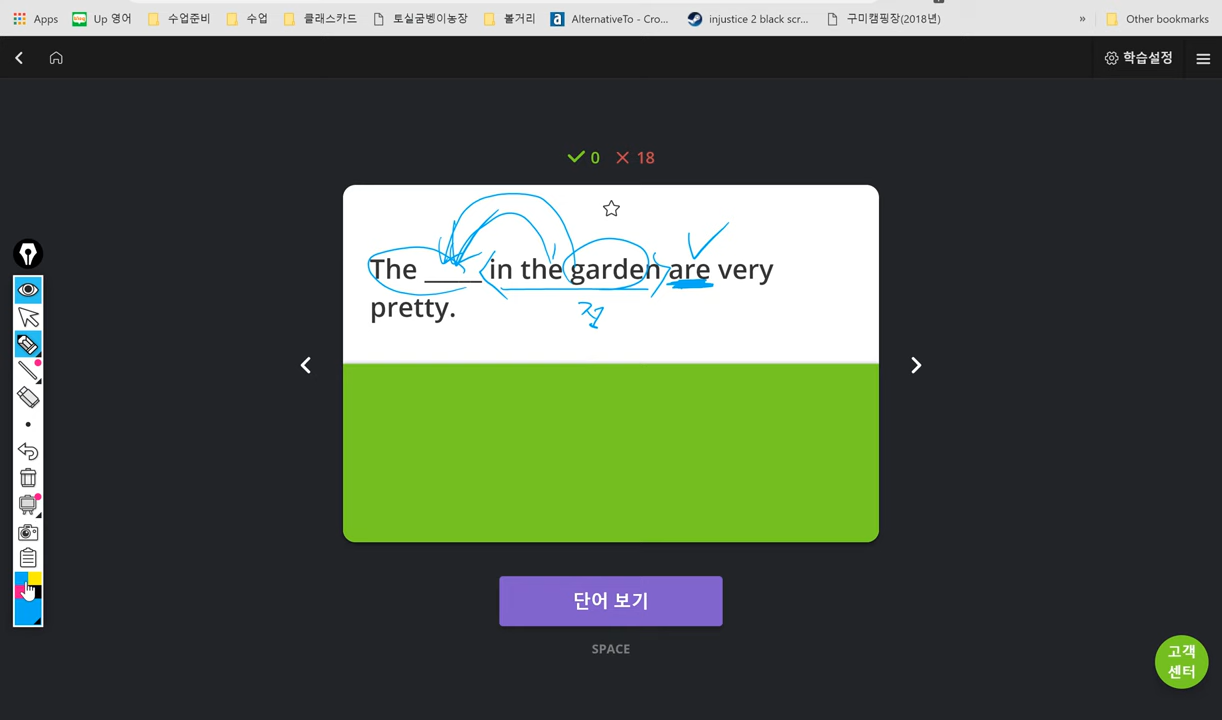 Apps Up 영어 수업준비 수업 클래스카드 토실굼벵이농장 볼거리 AlternativeTo - Cro... injustice 2 black scr... 구미캠핑장(2018년) » Other bookmarks
학습설정
0 18
The ____ in the garden are very
pretty.
전
단어 보기
SPACE
고객
센터